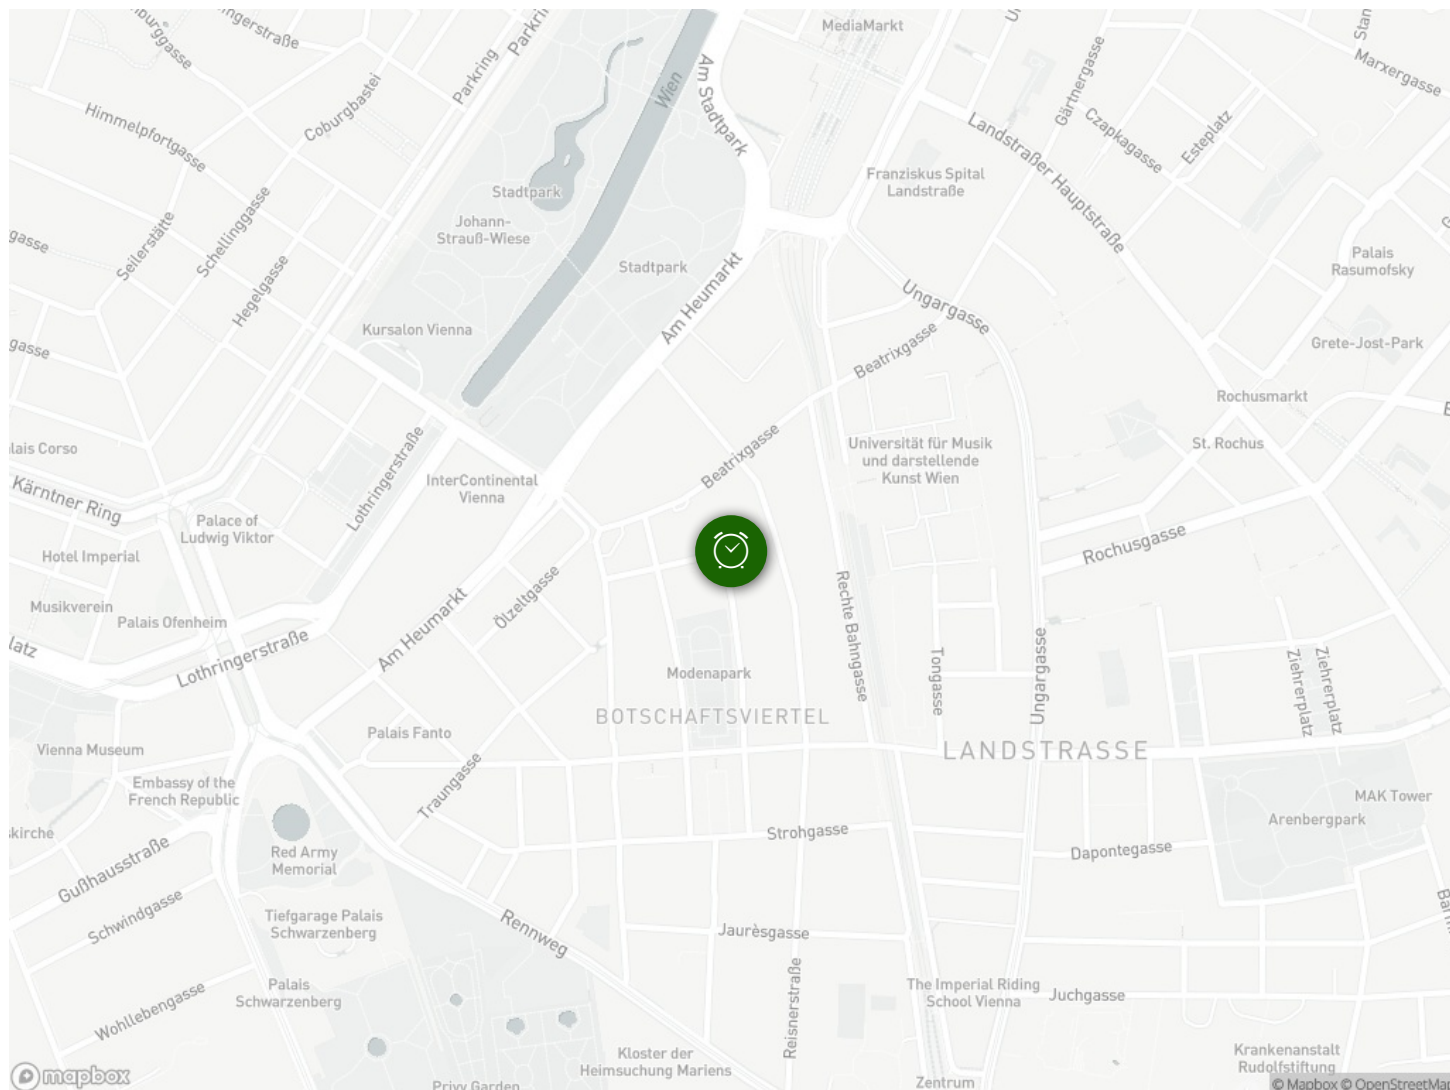 MediaMarkt
Parkring
Parkring
Am Stadtpark
Wien
Marxergasse
Gärtnergasse
Himmelpfortgasse
Coburgbastei
Landstraßer Hauptstraße
Czapkagasse
Esteplatz
Franziskus Spital
Landstraße
Stadtpark
Johann-
Strauß-Wiese
Seilerstätte
Schellinggasse
Hegelgasse
Stadtpark
Palais
Rasumofsky
Am Heumarkt
Ungargasse
Kursalon Vienna
Beatrixgasse
Grete-Jost-Park
Rochusmarkt
St. Rochus
Universität für Musik
und darstellende
Kunst Wien
Beatrixgasse
Lothringerstraße
InterContinental
Vienna
Kärntner Ring
Palace of
Ludwig Viktor
Hotel Imperial
Rochusgasse
Musikverein
Palais Ofenheim
Ölzeltgasse
Am Heumarkt
Lothringerstraße
Rechte Bahngasse
Tongasse
Ungargasse
Ziehrerplatz
Ziehrerplatz
Modenapark
BOTSCHAFTSVIERTEL
Palais Fanto
LANDSTRASSE
Vienna Museum
Embassy of the
French Republic
Traungasse
MAK Tower
Arenbergpark
Strohgasse
Dapontegasse
Red Army
Memorial
Gußhausstraße
Schwindgasse
Tiefgarage Palais
Schwarzenberg
Rennweg
Jaurèsgasse
Reisnerstraße
Palais
Schwarzenberg
The Imperial Riding
School Vienna
Juchgasse
Wohllebengasse
Kloster der
Heimsuchung Mariens
Krankenanstalt
Rudolfstiftung
Privy Garden
Zentrum
mapbox
© Mapbox © OpenStreetMap